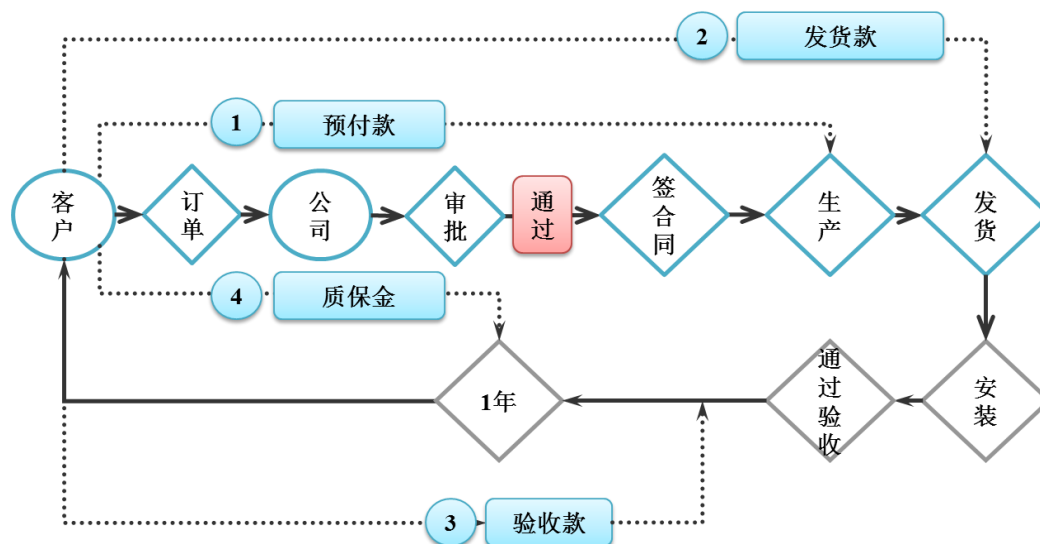 2 发货款
1 预付款
客户
订单
公司
审批
通过
签合同
生产
发货
4 质保金
1年
通过验收
安装
3 验收款